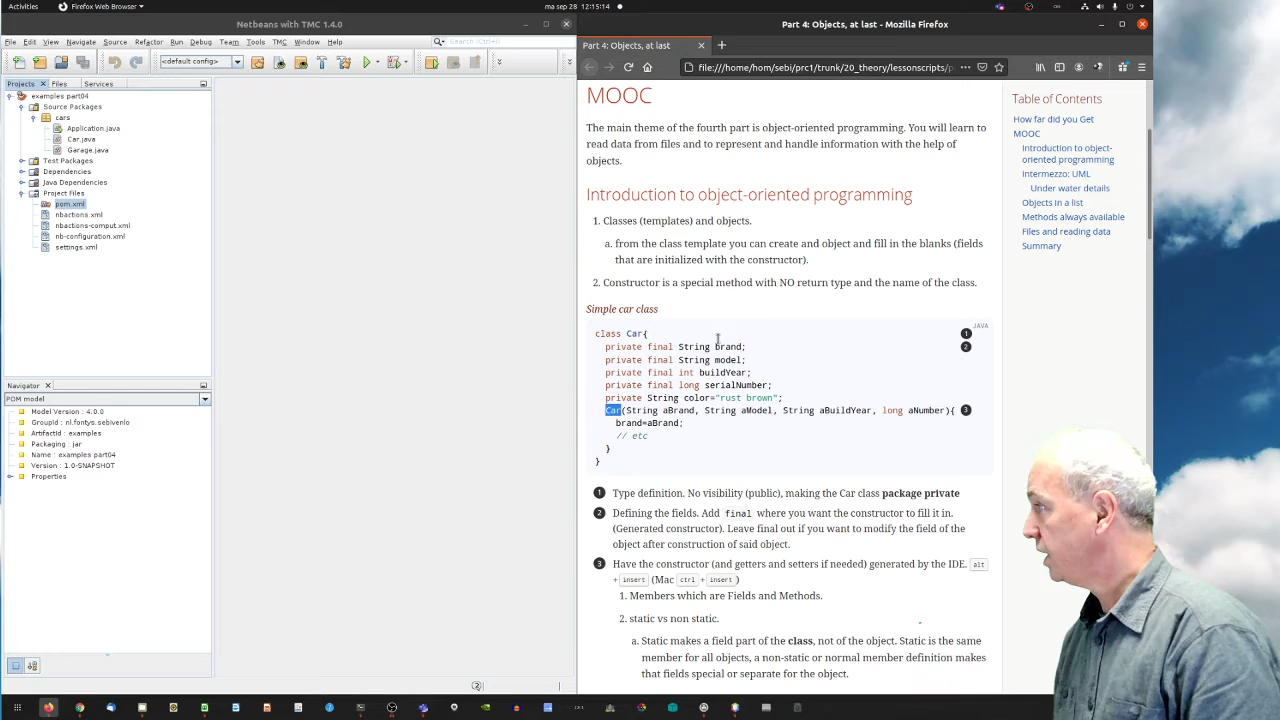 Activities
Firefox Web Browser
ma sep 28 12:15:14
Netbeans with TMC 1.4.0
Part 4: Objects, at last - Mozilla Firefox
File Edit View Navigate Source Refactor Run Debug Team Tools TMC Window Help
Search (Ctrl+I)
<default config>
Part 4: Objects, at last
file:///home/hom/sebi/prc1/trunk/20_theory/lessonscripts/p
Projects Files Services
examples part04
Source Packages
cars
Application.java
Car.java
Garage.java
Test Packages
Dependencies
Java Dependencies
Project Files
pom.xml
nbactions.xml
nbactions-comput.xml
nb-configuration.xml
settings.xml
Navigator
POM model
Model Version : 4.0.0
GroupId : nl.fontys.sebivenlo
ArtifactId : examples
Packaging : jar
Name : examples part04
Version : 1.0-SNAPSHOT
Properties
MOOC
The main theme of the fourth part is object-oriented programming. You will learn to
read data from files and to represent and handle information with the help of
objects.
Introduction to object-oriented programming
1. Classes (templates) and objects.
a. from the class template you can create and object and fill in the blanks (fields
that are initialized with the constructor).
2. Constructor is a special method with NO return type and the name of the class.
Simple car class
JAVA
class Car{ 1
private final String brand; 2
private final String model;
private final int buildYear;
private final long serialNumber;
private String color="rust brown";
Car(String aBrand, String aModel, String aBuildYear, long aNumber){ 3
brand=aBrand;
// etc
}
}
1 Type definition. No visibility (public), making the Car class package private
2 Defining the fields. Add final where you want the constructor to fill it in.
(Generated constructor). Leave final out if you want to modify the field of the
object after construction of said object.
3 Have the constructor (and getters and setters if needed) generated by the IDE. alt
+ insert (Mac ctrl + insert )
1. Members which are Fields and Methods.
2. static vs non static.
a. Static makes a field part of the class, not of the object. Static is the same
member for all objects, a non-static or normal member definition makes
that fields special or separate for the object.
Table of Contents
How far did you Get
MOOC
Introduction to object-
oriented programming
Intermezzo: UML
Under water details
Objects in a list
Methods always available
Files and reading data
Summary